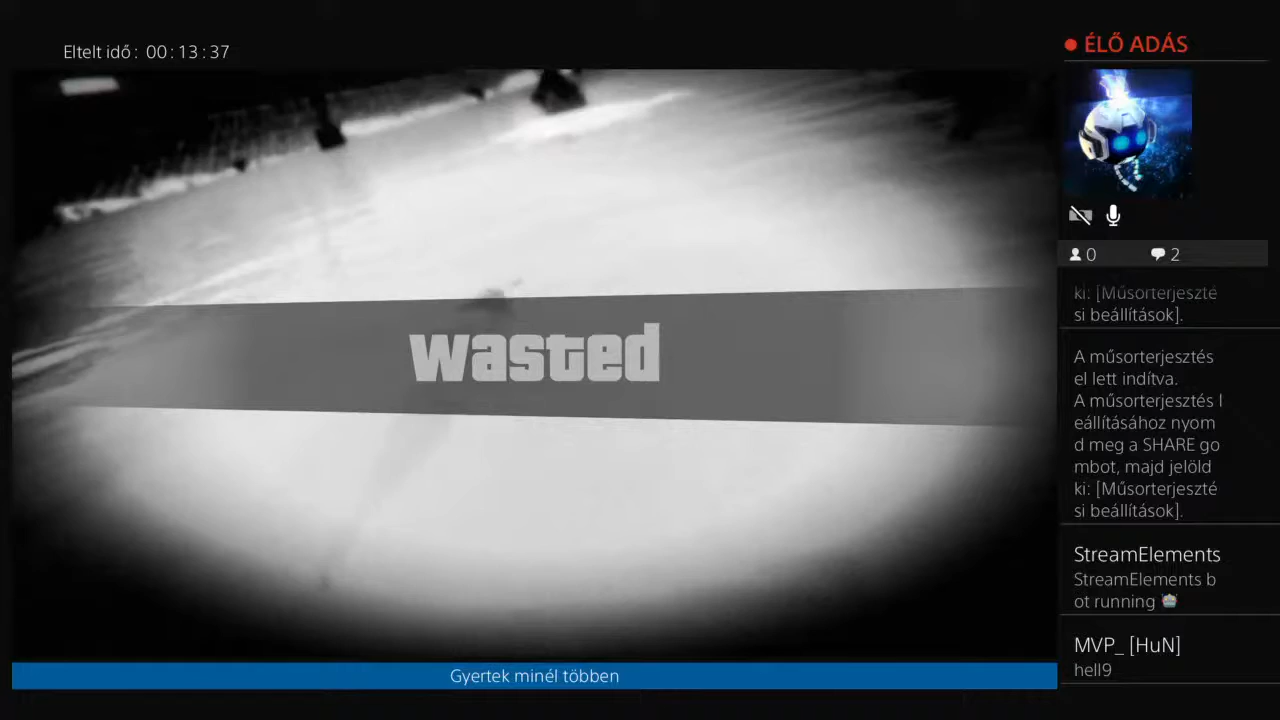 Eltelt idő: 00:13:37
ÉLŐ ADÁS
0 2
wasted
ki: [Műsorterjeszté
si beállítások].
A műsorterjesztés
el lett indítva.
A műsorterjesztés l
eállításához nyom
d meg a SHARE go
mbot, majd jelöld
ki: [Műsorterjeszté
si beállítások].
StreamElements
StreamElements b
ot running
MVP_ [HuN]
hell9
Gyertek minél többen